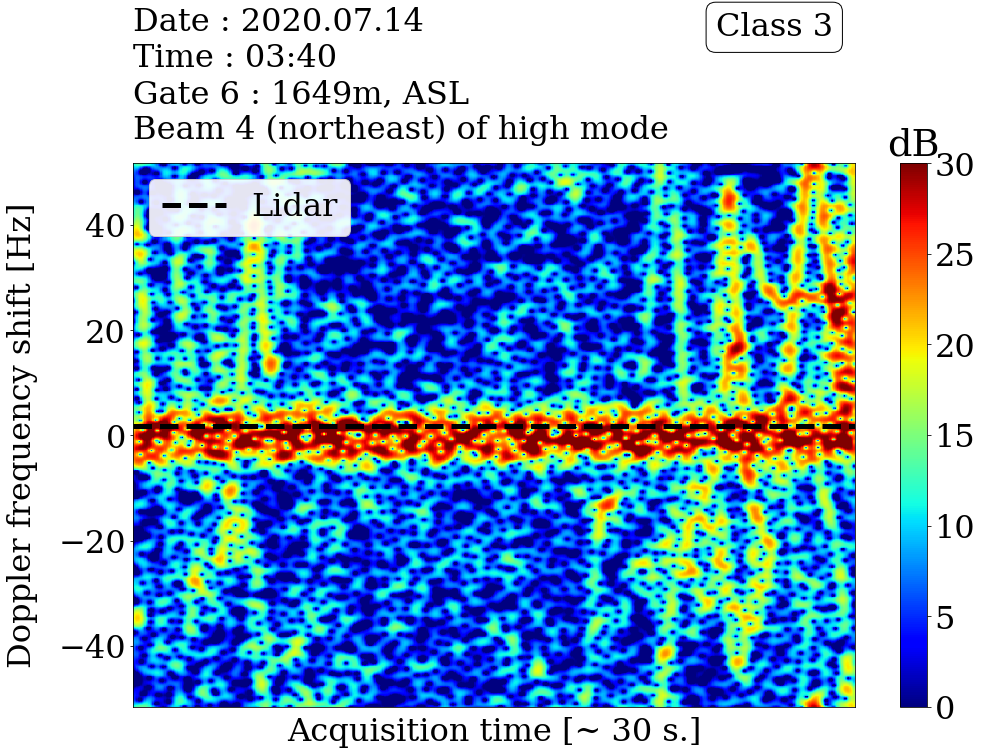 Date : 2020.07.14
Time : 03:40
Gate 6 : 1649m, ASL
Beam 4 (northeast) of high mode
Class 3
dB
Lidar
Doppler frequency shift [Hz]
40
20
0
−20
−40
30
25
20
15
10
5
0
Acquisition time [~ 30 s.]